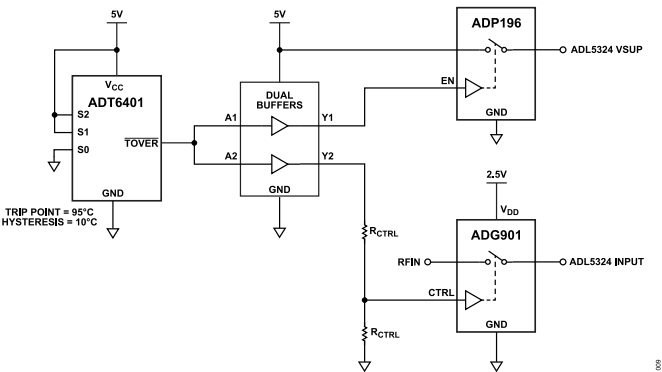 5V
5V
ADP196
ADL5324 VSUP
EN
GND
VCC
ADT6401
S2
S1
S0
TOVER
GND
TRIP POINT = 95°C
HYSTERESIS = 10°C
DUAL
BUFFERS
A1
Y1
A2
Y2
GND
RCTRL
RCTRL
2.5V
VDD
ADG901
RFIN
ADL5324 INPUT
CTRL
GND
009